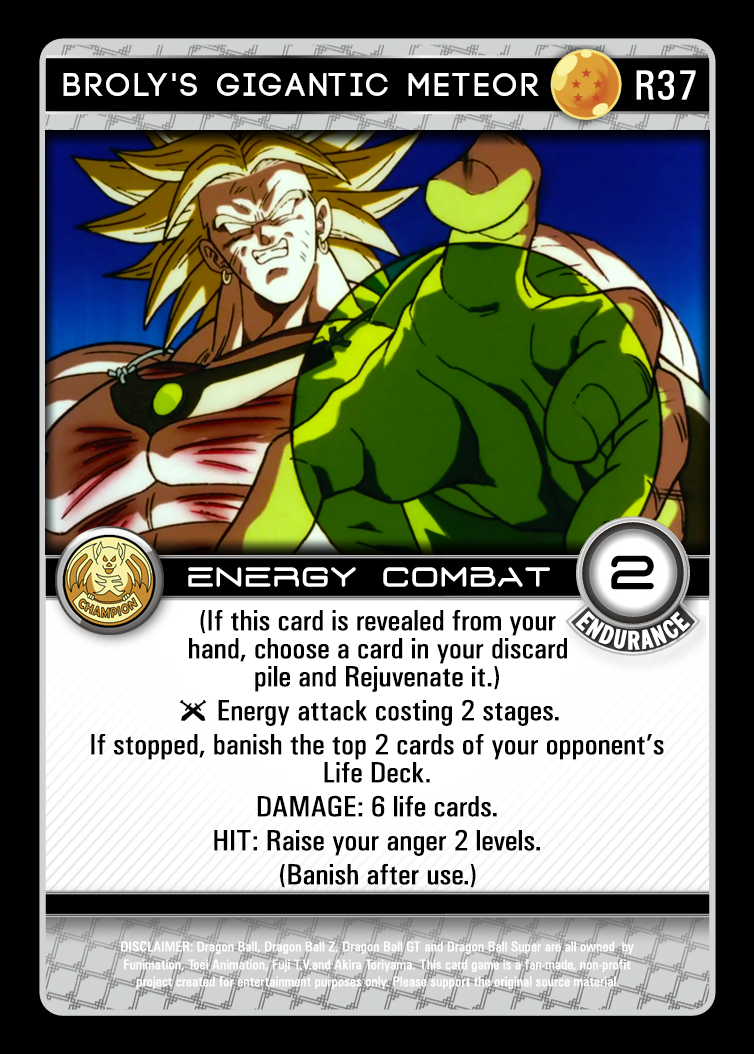 BROLY'S GIGANTIC METEOR R37
ENERGY COMBAT 2
CHAMPION
ENDURANCE
(If this card is revealed from your
hand, choose a card in your discard
pile and Rejuvenate it.)
Energy attack costing 2 stages.
If stopped, banish the top 2 cards of your opponent's
Life Deck.
DAMAGE: 6 life cards.
HIT: Raise your anger 2 levels.
(Banish after use.)
DISCLAIMER: Dragon Ball, Dragon Ball Z, Dragon Ball GT and Dragon Ball Super are all owned by
Funimation, Toei Animation, Fuji T.V.and Akira Toriyama. This card game is a fan-made, non-profit
project created for entertainment purposes only. Please support the original source material.